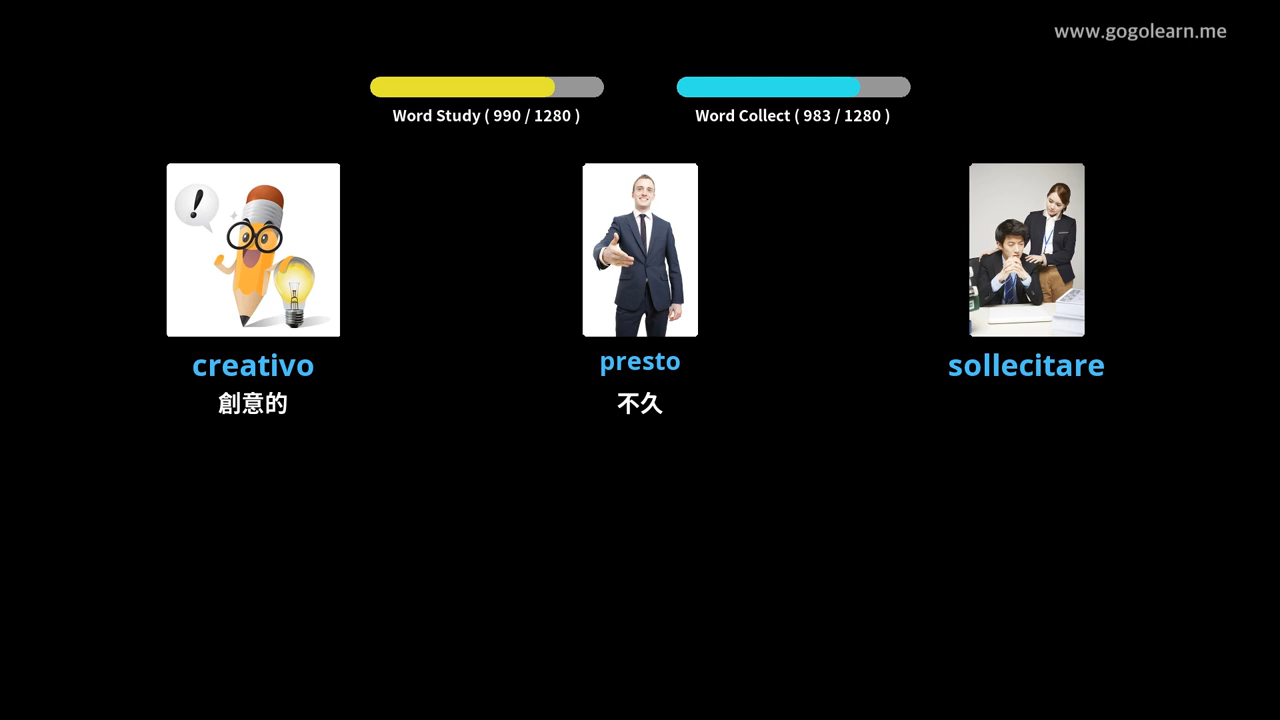 www.gogolearn.me
Word Study ( 990 / 1280 )
Word Collect ( 983 / 1280 )
!
creativo
presto
sollecitare
創意的
不久